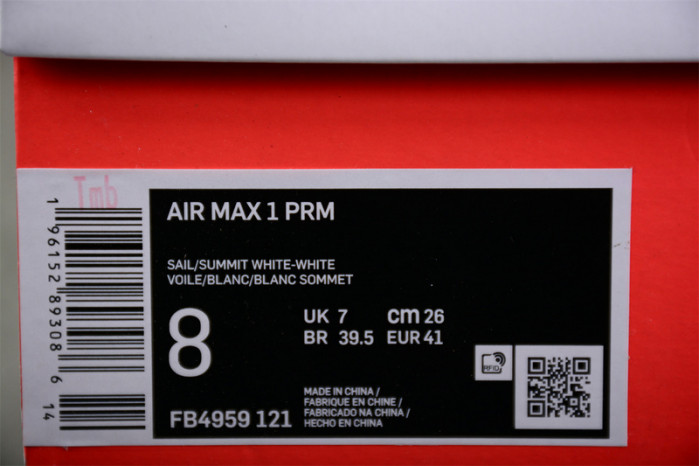 Tmb
1 96152 89308 6 14
AIR MAX 1 PRM
SAIL/SUMMIT WHITE-WHITE
VOILE/BLANC/BLANC SOMMET
8
UK 7 cm 26
BR 39.5 EUR 41
RFID
MADE IN CHINA /
FABRIQUE EN CHINE /
FABRICADO NA CHINA /
HECHO EN CHINA
FB4959 121